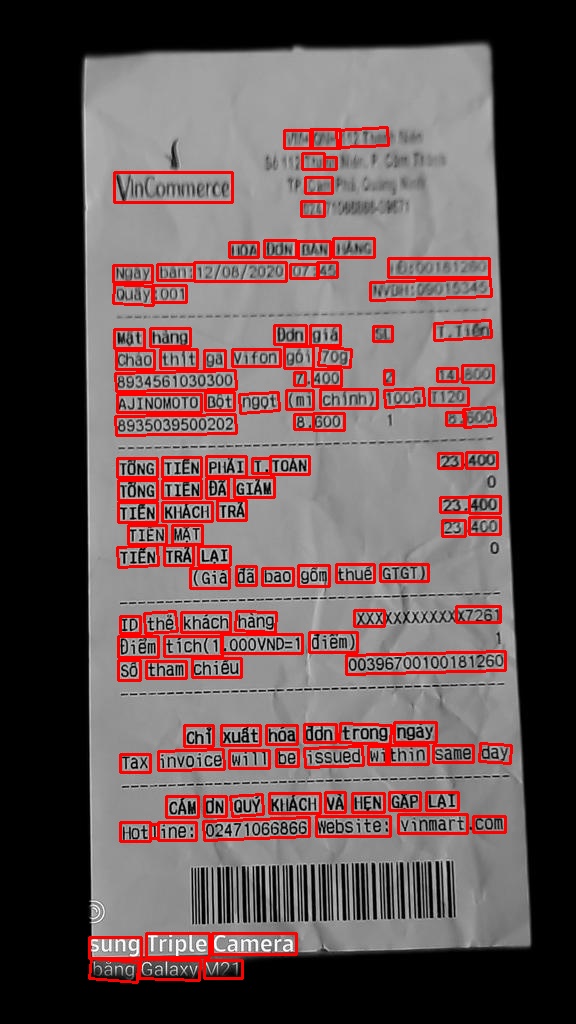 VinCommerce
VM+ QNH 112 Thanh Niên
Số 112 Thanh Niên, P. Cẩm Thành
TP. Cẩm Phả, Quảng Ninh
HÓA ĐƠN BÁN HÀNG
Ngày bán:12/08/2020 07:45 HĐ:00181260
Quầy:001 NVBH:09015345
Mặt hàng Đơn giá SL T.Tiền
Cháo thịt gà Vifon gói 70g
8934561030300 7.400 2 14.800
AJINOMOTO Bột ngọt (mì chính) 100G T120
8935039500202 8.600 1 8.600
TỔNG TIỀN PHẢI T.TOÁN 23.400
TỔNG TIỀN ĐÃ GIẢM 0
TIỀN KHÁCH TRẢ 23.400
TIỀN MẶT 23.400
TIỀN TRẢ LẠI 0
(Giá đã bao gồm thuế GTGT)
ID thẻ khách hàng XXXXXXXXXXXX7261
Điểm tích(1.000VND=1 điểm) 1
Số tham chiếu 00396700100181260
Chỉ xuất hóa đơn trong ngày
Tax invoice will be issued within same day
CẢM ƠN QUÝ KHÁCH VÀ HẸN GẶP LẠI
Hotline: 02471066866 Website: vinmart.com
sung Triple Camera
bằng Galaxy M21